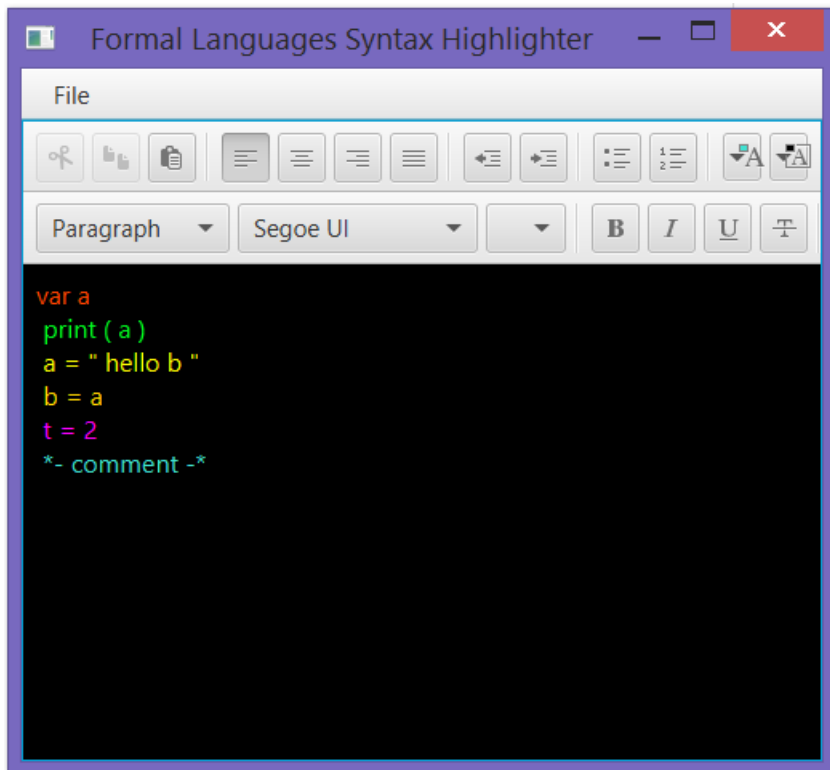 Formal Languages Syntax Highlighter
File
Paragraph Segoe UI B I U T
var a
print ( a )
a = " hello b "
b = a
t = 2
*- comment -*